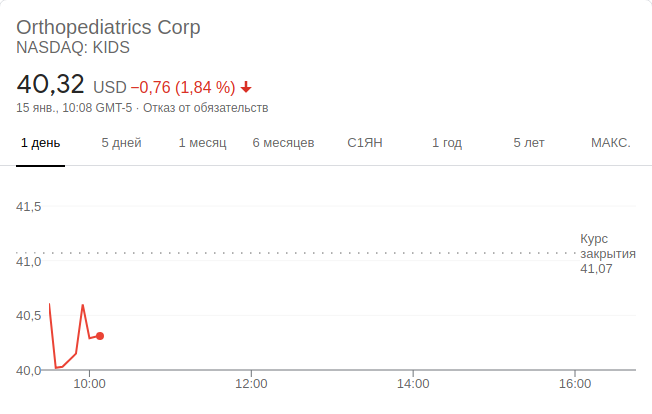 Orthopediatrics Corp
NASDAQ: KIDS
40,32 USD −0,76 (1,84 %)
15 янв., 10:08 GMT-5 · Отказ от обязательств
1 день 5 дней 1 месяц 6 месяцев С1ЯН 1 год 5 лет МАКС.
41,5
Курс
закрытия
41,07
41,0
40,5
40,0
10:00 12:00 14:00 16:00